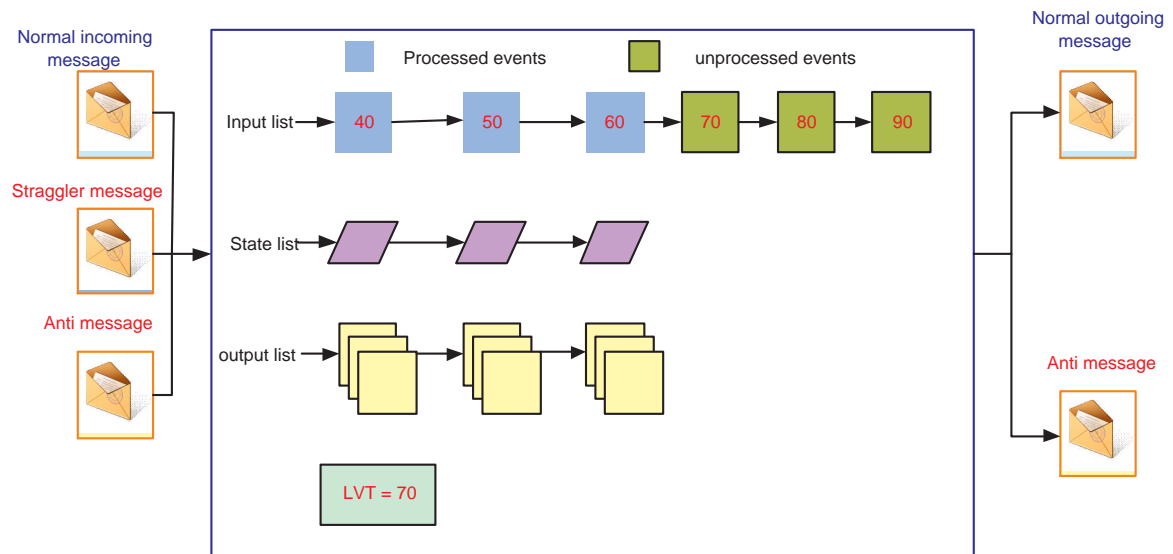 Normal incoming
message
Straggler message
Anti message
Processed events
unprocessed events
Input list
40
50
60
70
80
90
State list
output list
LVT = 70
Normal outgoing
message
Anti message